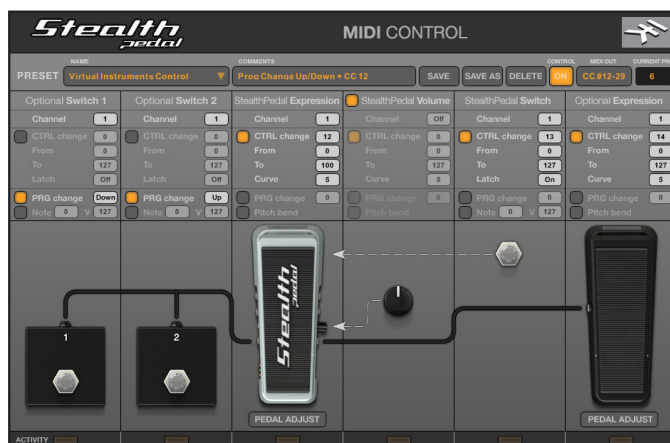 Stealth pedal MIDI CONTROL
NAME COMMENTS CONTROL MIDI OUT
PRESET Virtual Instruments Control Prog Change Up/Down + CC 12 SAVE SAVE AS DELETE ON CC#12-29 6
Optional Switch 1 Optional Switch 2 StealthPedal Expression StealthPedal Volume StealthPedal Switch Optional Expression
Channel 1 Channel 1 Channel 1 Channel Off Channel 1 Channel 1
CTRL change 0 CTRL change 0 CTRL change 12 CTRL change 0 CTRL change 13 CTRL change 14
From 0 From 0 From 0 From 0 From 0 From 0
To 127 To 127 To 100 To 127 To 127 To 127
Latch Off Latch Off Curve 5 Curve 5 Latch On Curve 5
PRG change Down PRG change Up PRG change 0 PRG change 0 PRG change 0 PRG change 0
Note 0 V 127 Note 0 V 127 Pitch bend Pitch bend Note 0 V 127 Pitch bend
Stealth pedal
1 2
PEDAL ADJUST PEDAL ADJUST
ACTIVITY